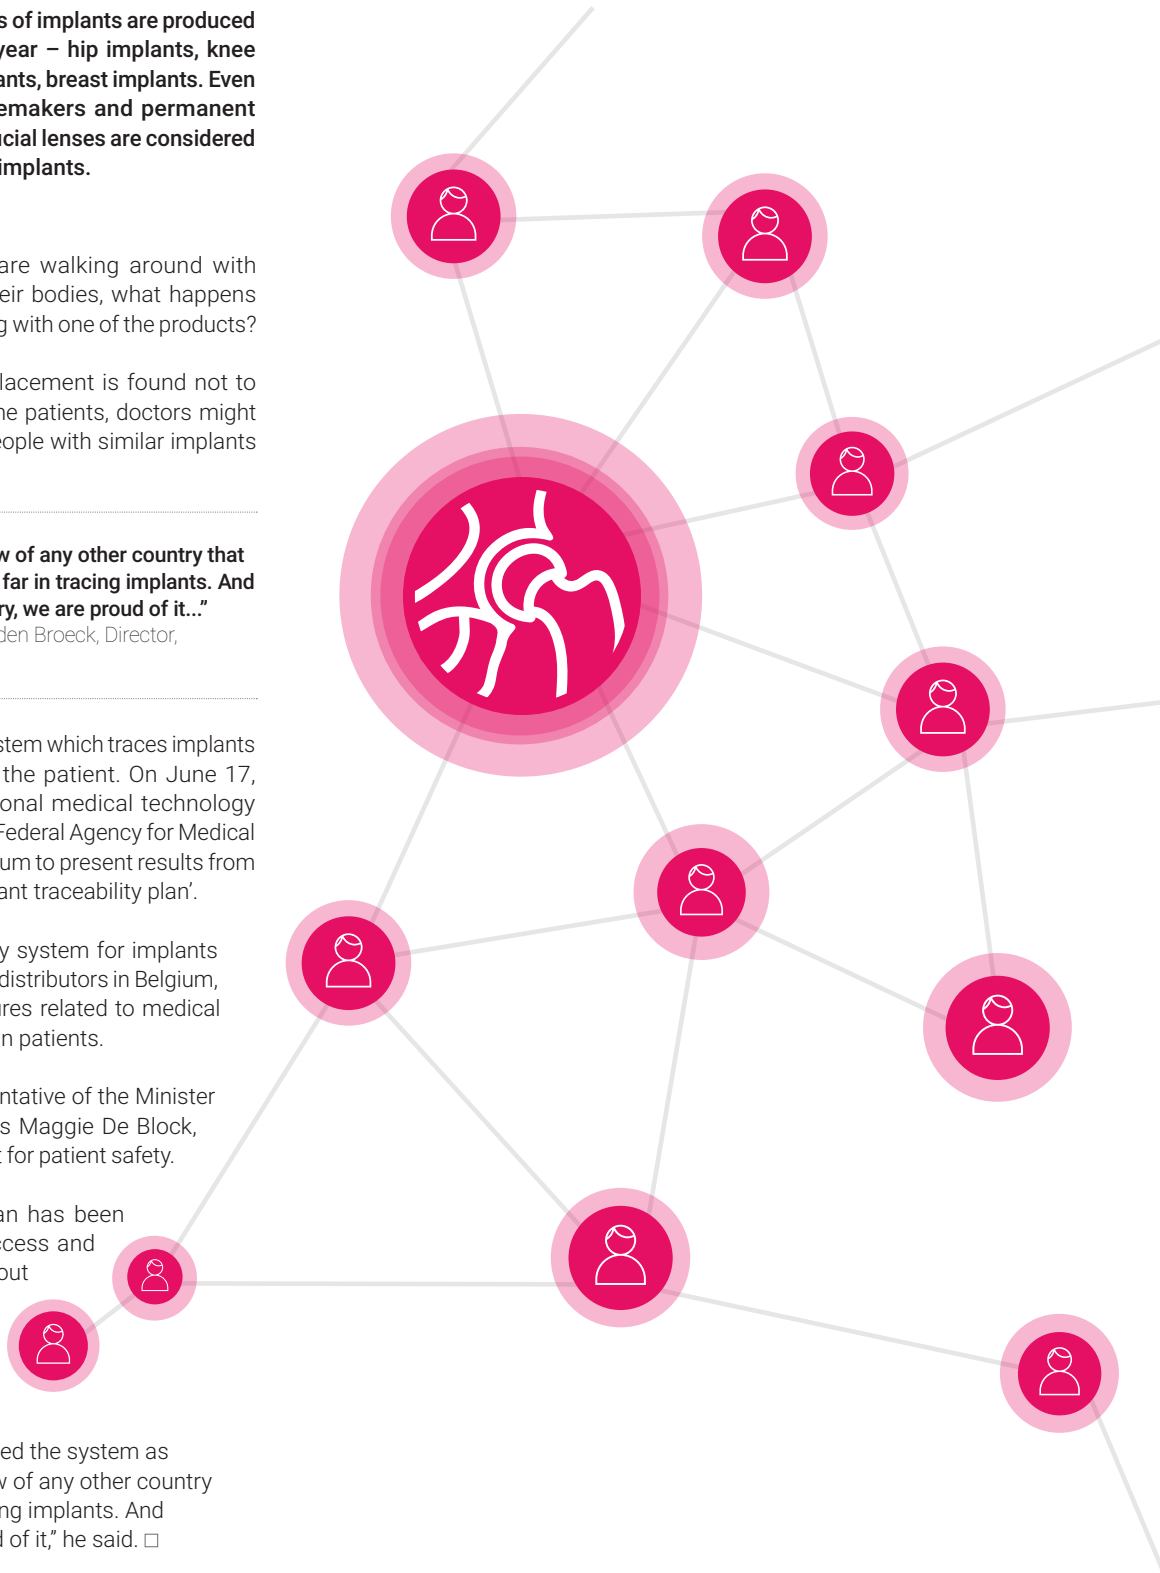 s of implants are produced
year – hip implants, knee
ants, breast implants. Even
emakers and permanent
icial lenses are considered
implants.
are walking around with
eir bodies, what happens
g with one of the products?
lacement is found not to
ne patients, doctors might
eople with similar implants
w of any other country that
far in tracing implants. And
ry, we are proud of it...”
den Broeck, Director,
stem which traces implants
the patient. On June 17,
onal medical technology
Federal Agency for Medical
um to present results from
ant traceability plan’.
y system for implants
distributors in Belgium,
ures related to medical
n patients.
ntative of the Minister
s Maggie De Block,
t for patient safety.
an has been
ccess and
out
ed the system as
w of any other country
ng implants. And
d of it,” he said. □